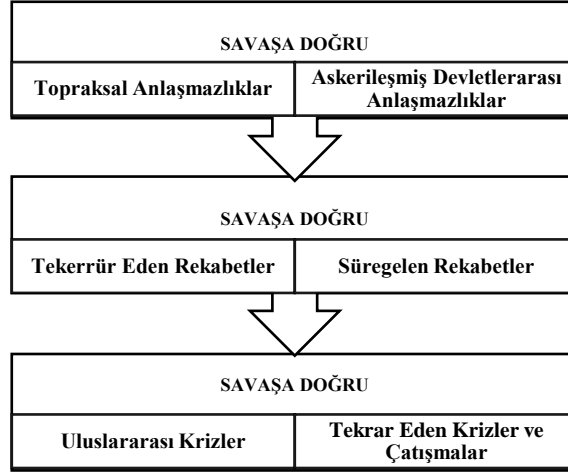 SAVAŞA DOĞRU
Topraksal Anlaşmazlıklar
Askerileşmiş Devletlerarası
Anlaşmazlıklar
SAVAŞA DOĞRU
Tekerrür Eden Rekabetler
Süregelen Rekabetler
SAVAŞA DOĞRU
Uluslararası Krizler
Tekrar Eden Krizler ve
Çatışmalar